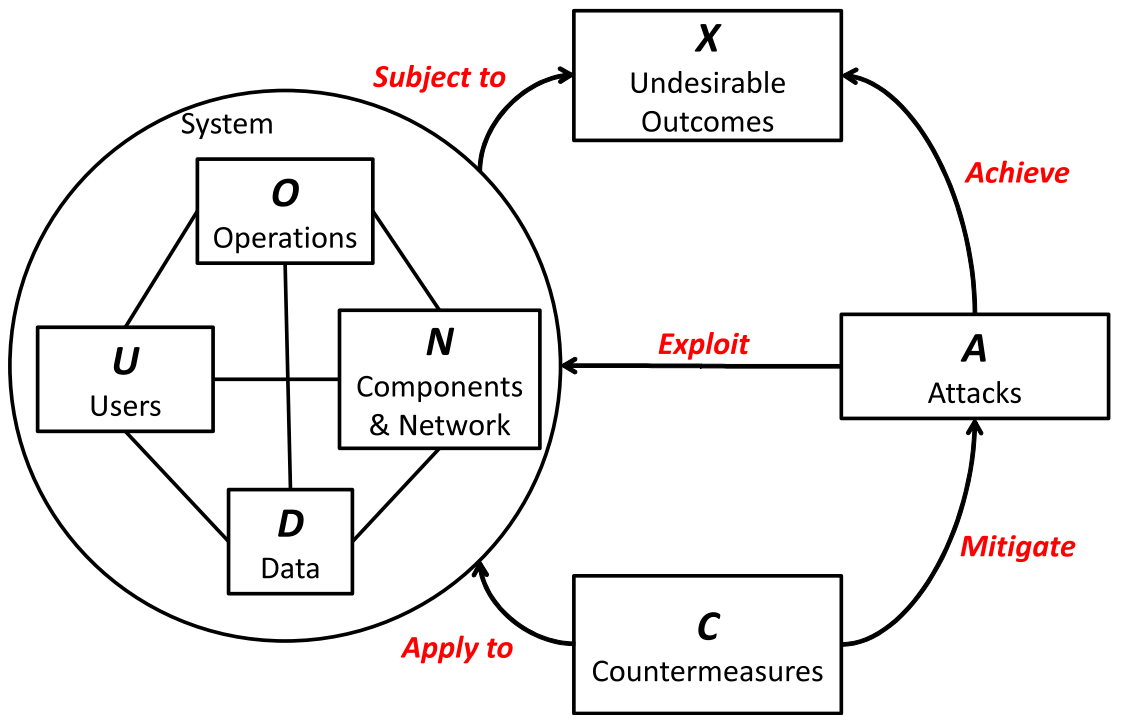 X
Undesirable
Outcomes
Subject to
System
O
Operations
Achieve
U
Users
N
Components
& Network
Exploit
A
Attacks
D
Data
Mitigate
Apply to
C
Countermeasures